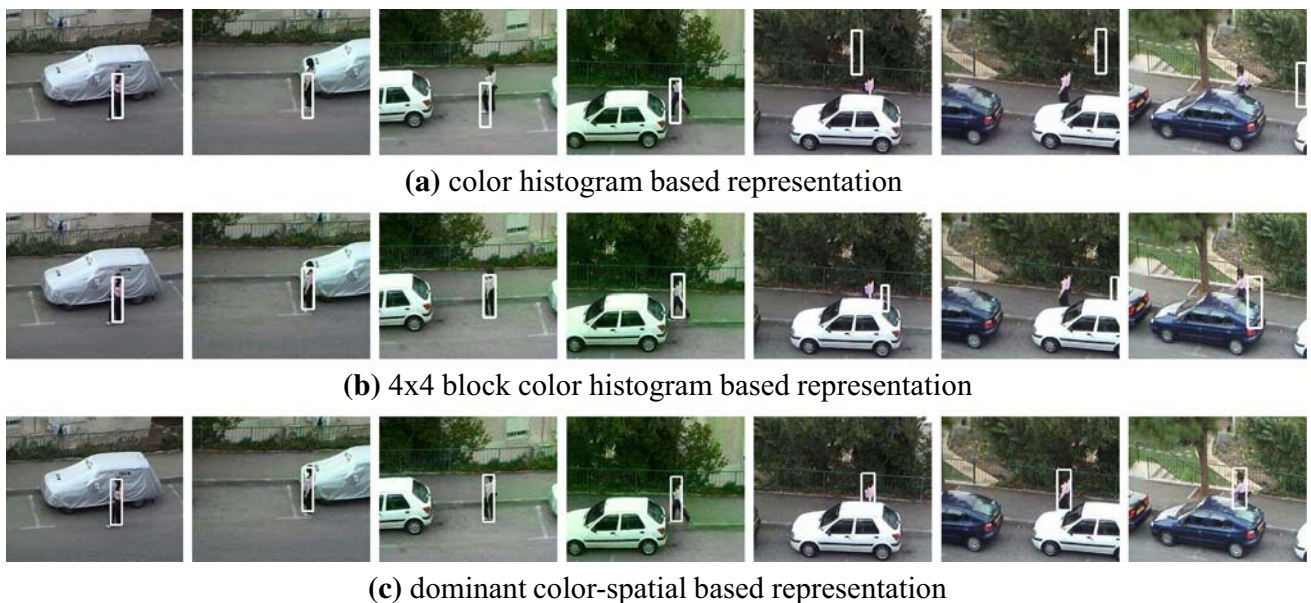 (a) color histogram based representation
(b) 4x4 block color histogram based representation
(c) dominant color-spatial based representation